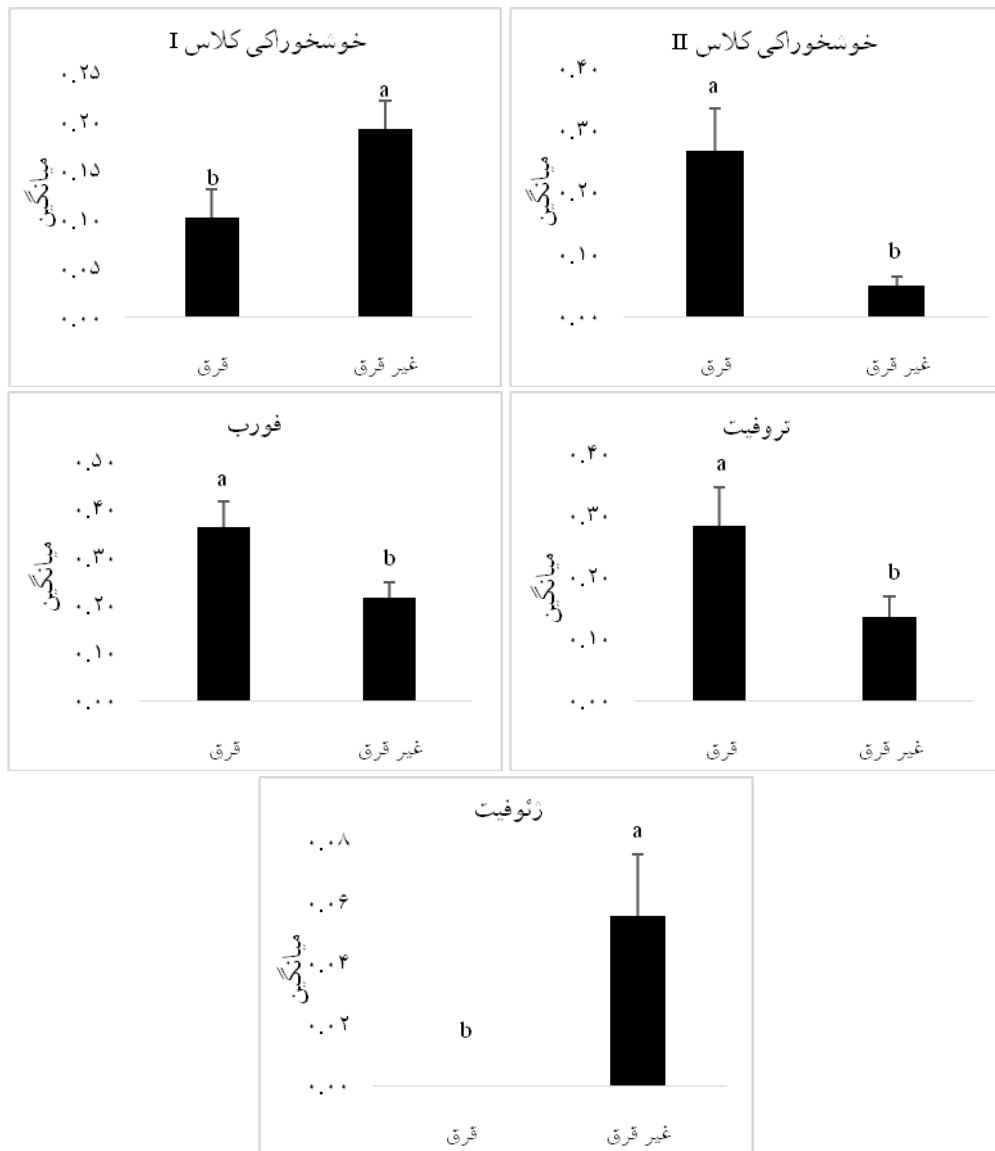 خوشخوراکی کلاس I
۰.۲۵
۰.۲۰
۰.۱۵
۰.۱۰
۰.۰۵
۰.۰۰
میانگین
b
a
قرق
غیر قرق
خوشخوراکی کلاس II
۰.۴۰
۰.۳۰
۰.۲۰
۰.۱۰
۰.۰۰
میانگین
a
b
قرق
غیر قرق
فورب
۰.۵۰
۰.۴۰
۰.۳۰
۰.۲۰
۰.۱۰
۰.۰۰
میانگین
a
b
قرق
غیر قرق
تروفیت
۰.۴۰
۰.۳۰
۰.۲۰
۰.۱۰
۰.۰۰
میانگین
a
b
قرق
غیر قرق
ژئوفیت
۰.۰۸
۰.۰۶
۰.۰۴
۰.۰۲
۰.۰۰
میانگین
b
a
قرق
غیر قرق